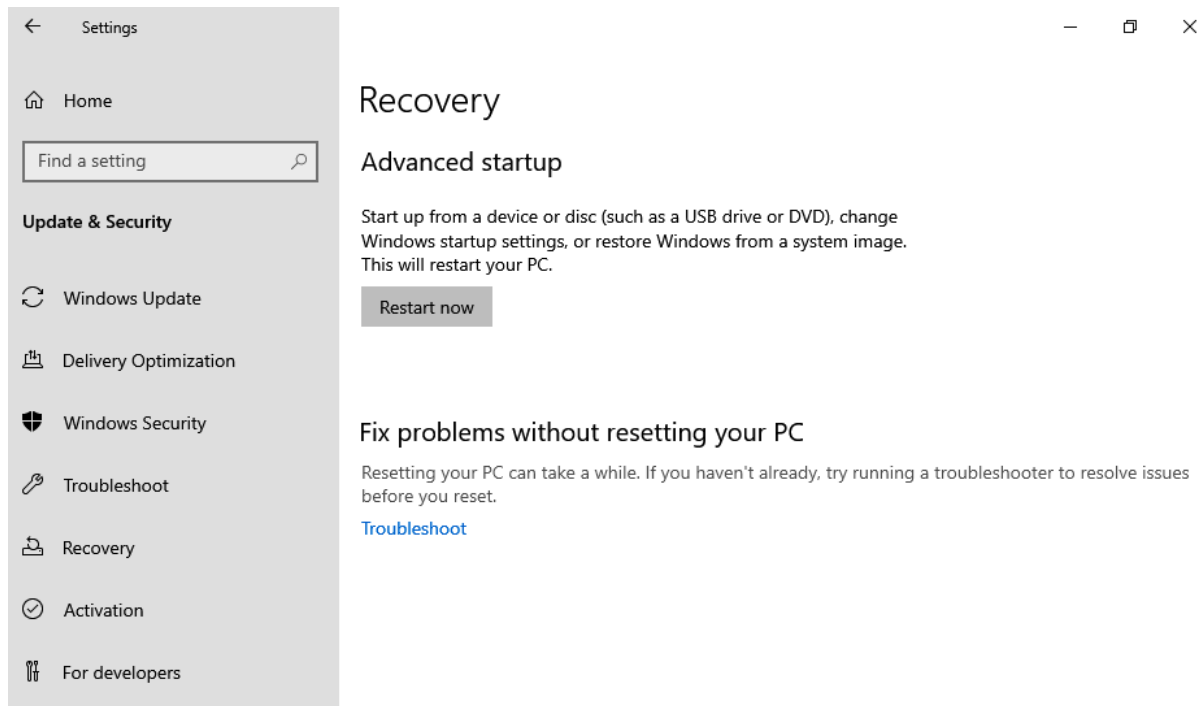 Settings
Home
Find a setting
Update & Security
Windows Update
Delivery Optimization
Windows Security
Troubleshoot
Recovery
Activation
For developers
Recovery
Advanced startup
Start up from a device or disc (such as a USB drive or DVD), change
Windows startup settings, or restore Windows from a system image.
This will restart your PC.
Restart now
Fix problems without resetting your PC
Resetting your PC can take a while. If you haven't already, try running a troubleshooter to resolve issues
before you reset.
Troubleshoot